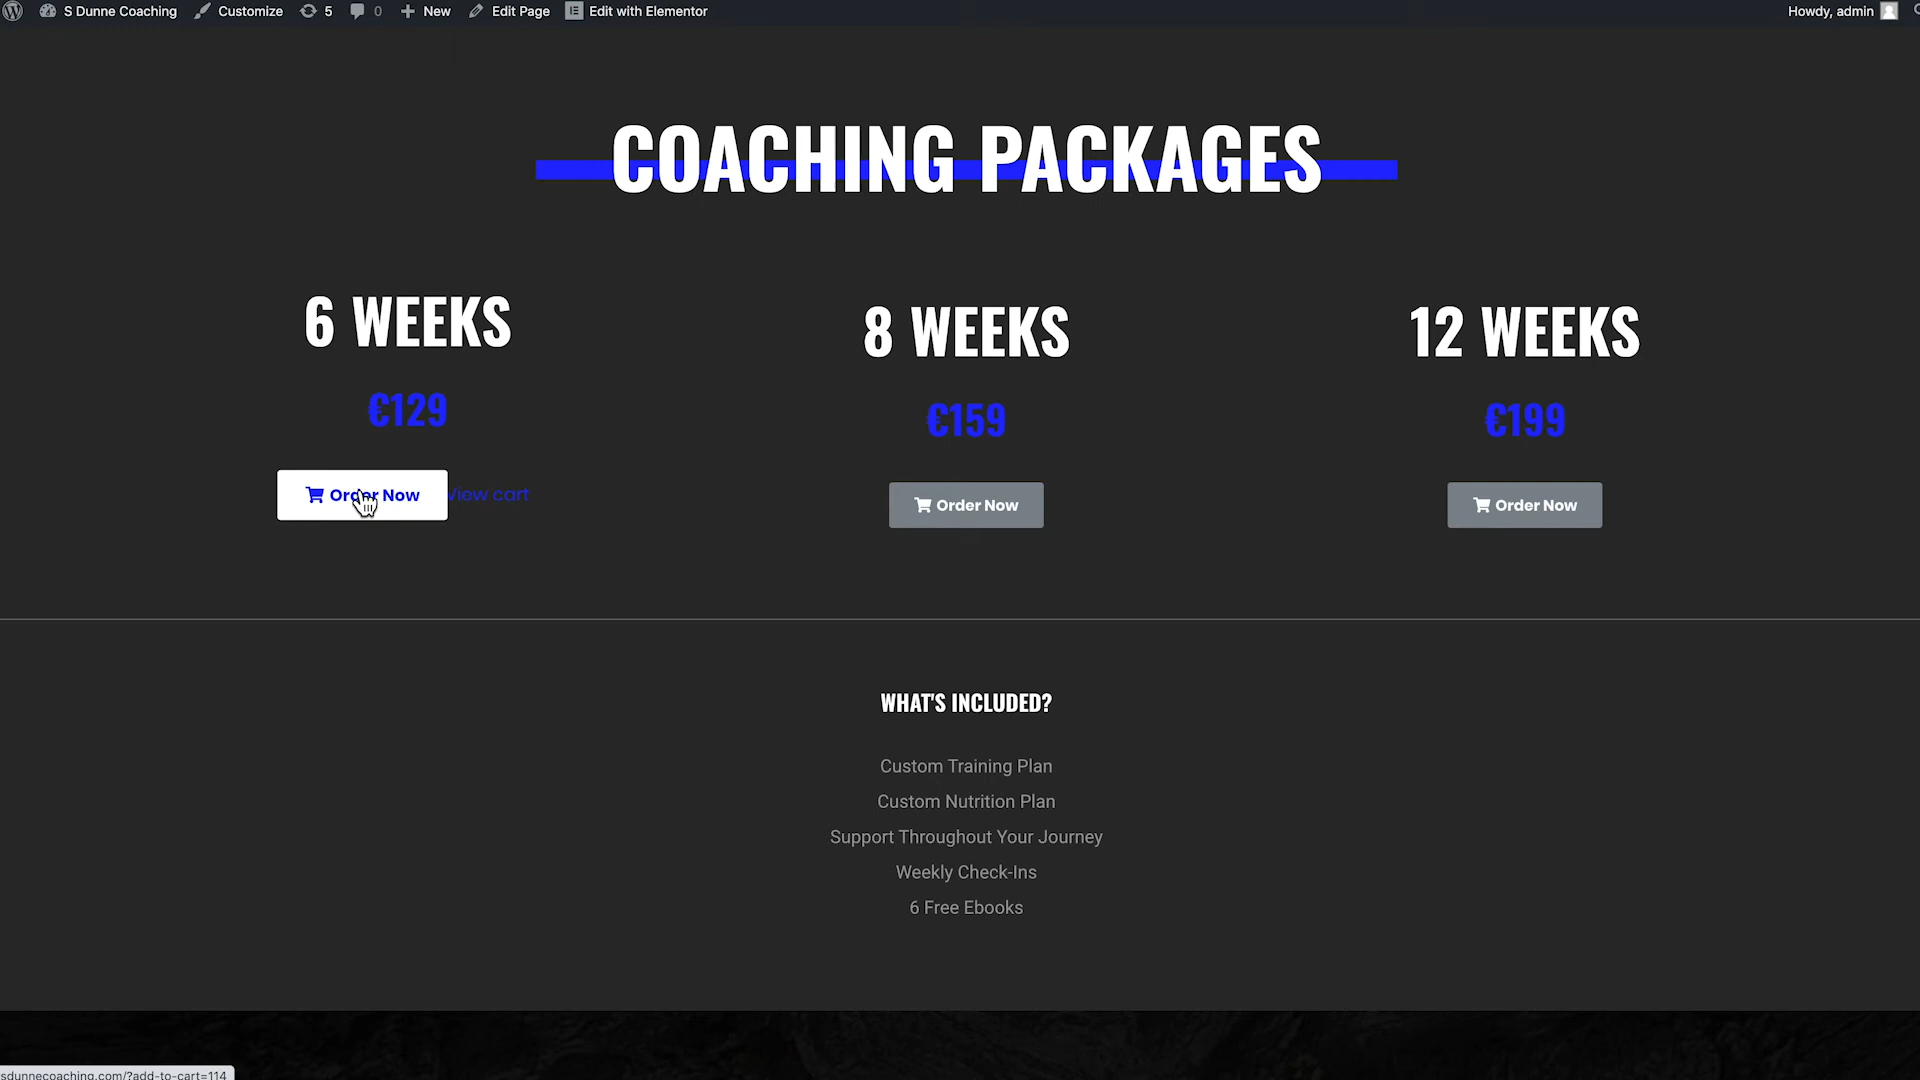 S Dunne Coaching Customize 5 0 New Edit Page Edit with Elementor Howdy, admin
COACHING PACKAGES
6 WEEKS
€129
Order Now View cart
8 WEEKS
€159
Order Now
12 WEEKS
€199
Order Now
WHAT'S INCLUDED?
Custom Training Plan
Custom Nutrition Plan
Support Throughout Your Journey
Weekly Check-Ins
6 Free Ebooks
sdunnecoaching.com/?add-to-cart=114